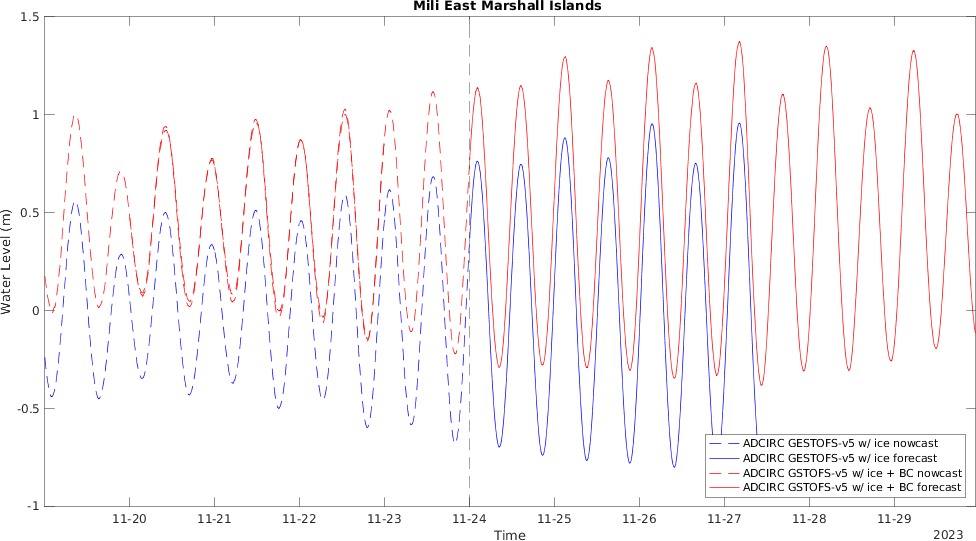 Mili East Marshall Islands
1.5
1
0.5
0
-0.5
-1
Water Level (m)
11-20 11-21 11-22 11-23 11-24 11-25 11-26 11-27 11-28 11-29
Time
2023
ADCIRC GESTOFS-v5 w/ ice nowcast
ADCIRC GESTOFS-v5 w/ ice forecast
ADCIRC GSTOFS-v5 w/ ice + BC nowcast
ADCIRC GSTOFS-v5 w/ ice + BC forecast